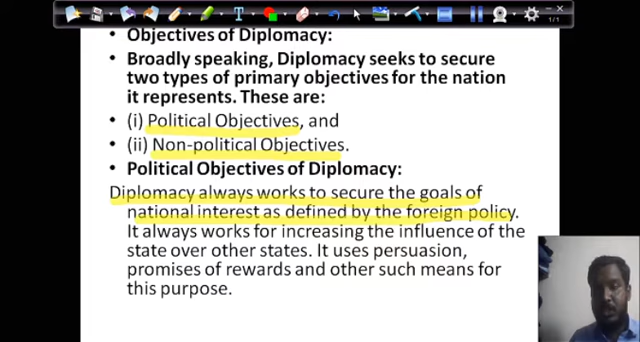 1/1
• Objectives of Diplomacy:
• Broadly speaking, Diplomacy seeks to secure
two types of primary objectives for the nation
it represents. These are:
• (i) Political Objectives, and
• (ii) Non-political Objectives.
• Political Objectives of Diplomacy:
Diplomacy always works to secure the goals of
national interest as defined by the foreign policy.
It always works for increasing the influence of the
state over other states. It uses persuasion,
promises of rewards and other such means for
this purpose.